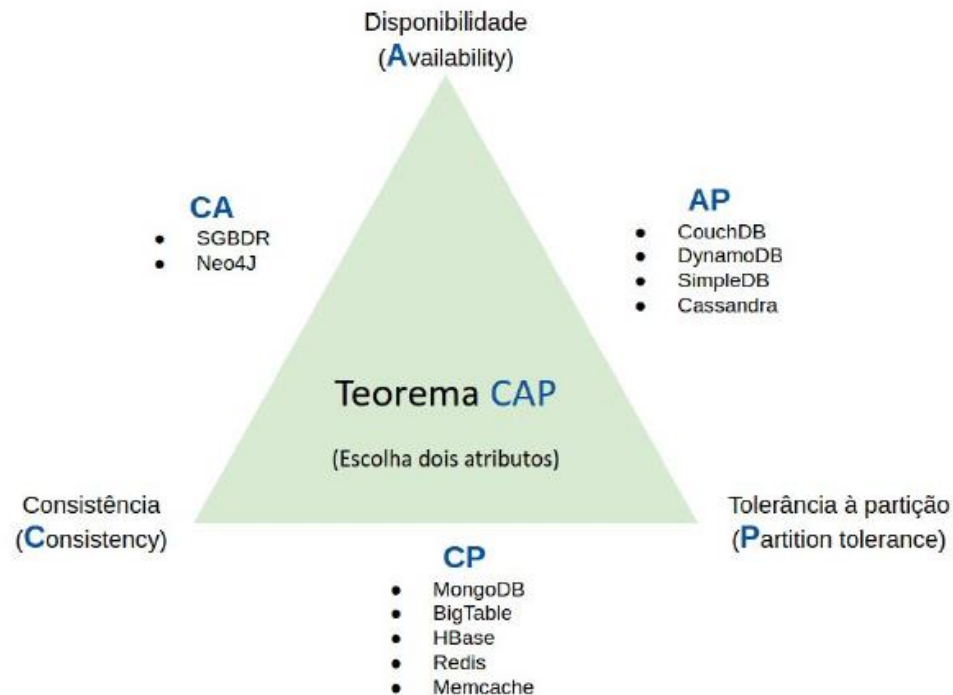 Disponibilidade
(Availability)
CA
• SGBDR
• Neo4J
AP
• CouchDB
• DynamoDB
• SimpleDB
• Cassandra
Teorema CAP
(Escolha dois atributos)
Consistência
(Consistency)
Tolerância à partição
(Partition tolerance)
CP
• MongoDB
• BigTable
• HBase
• Redis
• Memcache